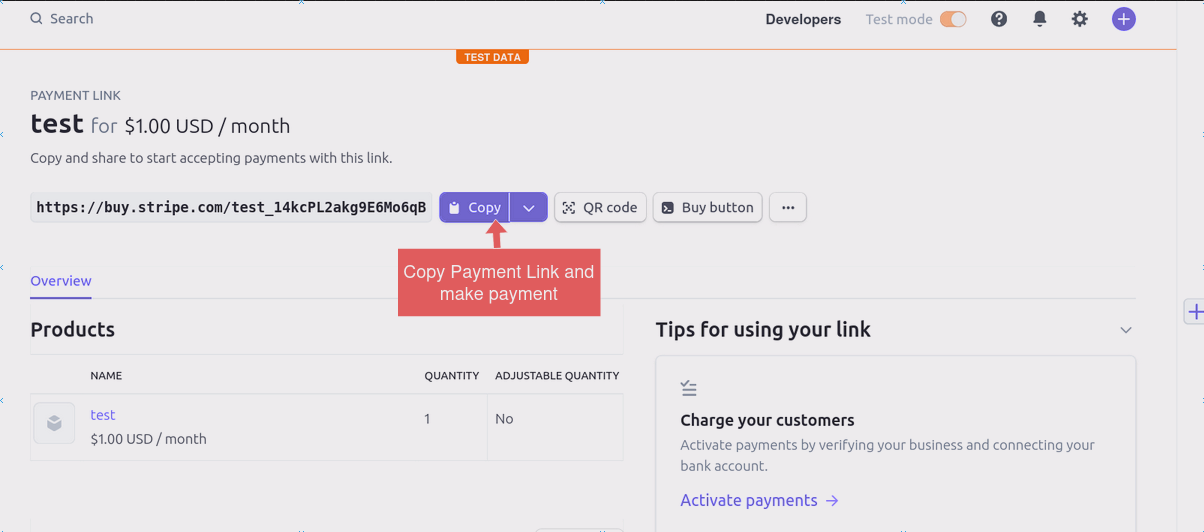 Search
Developers
Test mode
TEST DATA
PAYMENT LINK
test for $1.00 USD / month
Copy and share to start accepting payments with this link.
https://buy.stripe.com/test_14kcPL2akg9E6Mo6qB
Copy
QR code
Buy button
Copy Payment Link and
make payment
Overview
Products
NAME QUANTITY ADJUSTABLE QUANTITY
test 1 No
$1.00 USD / month
Tips for using your link
Charge your customers
Activate payments by verifying your business and connecting your
bank account.
Activate payments →